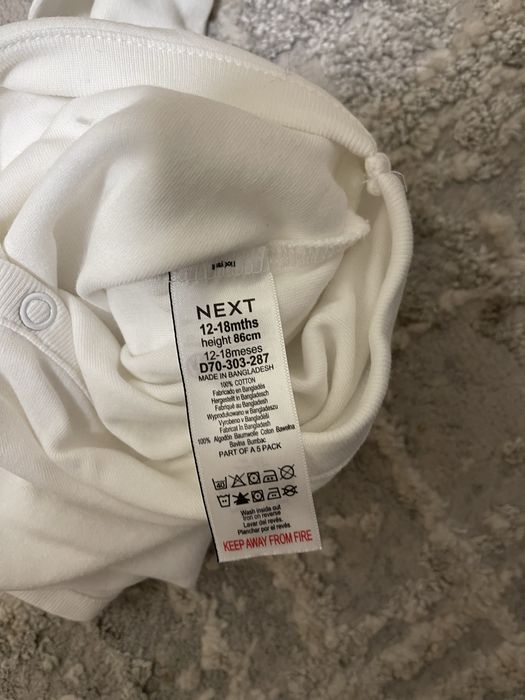 NEXT
12-18mths
height 86cm
12-18meses
D70-303-287
MADE IN BANGLADESH
100% COTTON
Fabricado en Bangladés
Hergestellt in Bangladesch
Fabriqué au Bangladesh
Wyprodukowano w Bangladeszu
Vyrobeno v Bangladéši
Fabricat în Bangladesh
100% Algodón Baumwolle Coton Bawełna
Bavlna Bumbac
PART OF A 5 PACK
40
Wash inside out
Iron on reverse
Lavar del revés.
Planchar por el revés.
KEEP AWAY FROM FIRE